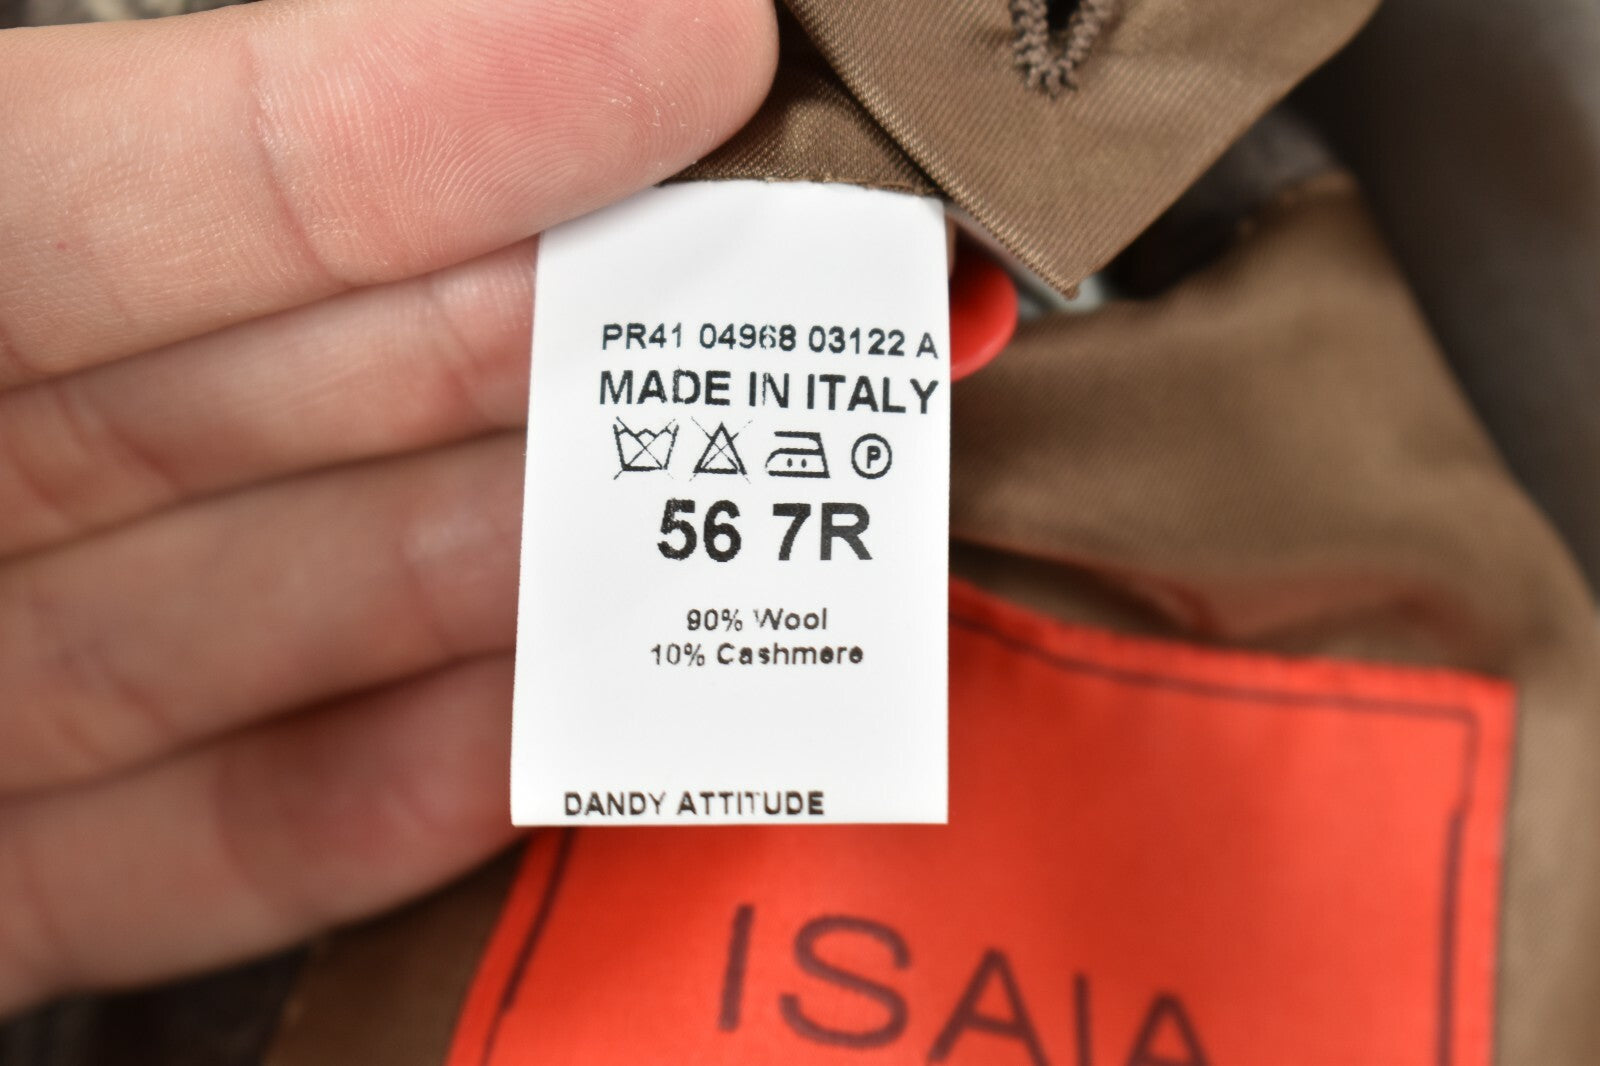 PR41 04968 03122 A
MADE IN ITALY
P
56 7R
90% Wool
10% Cashmere
DANDY ATTITUDE
ISAIA